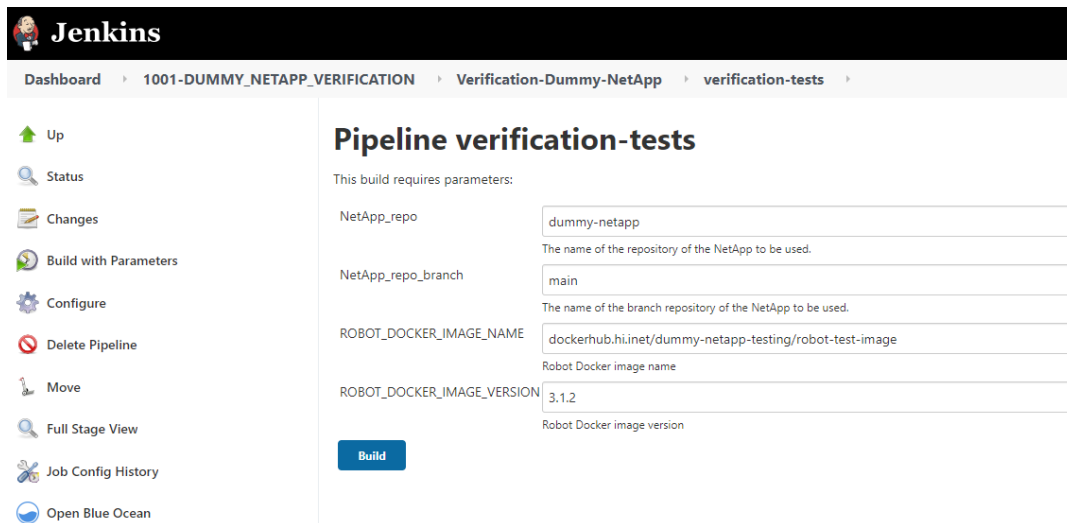 Jenkins
Dashboard 1001-DUMMY_NETAPP_VERIFICATION Verification-Dummy-NetApp verification-tests
Up
Status
Changes
Build with Parameters
Configure
Delete Pipeline
Move
Full Stage View
Job Config History
Open Blue Ocean
Pipeline verification-tests
This build requires parameters:
NetApp_repo
dummy-netapp
The name of the repository of the NetApp to be used.
NetApp_repo_branch
main
The name of the branch repository of the NetApp to be used.
ROBOT_DOCKER_IMAGE_NAME
dockerhub.hi.inet/dummy-netapp-testing/robot-test-image
Robot Docker image name
ROBOT_DOCKER_IMAGE_VERSION
3.1.2
Robot Docker image version
Build